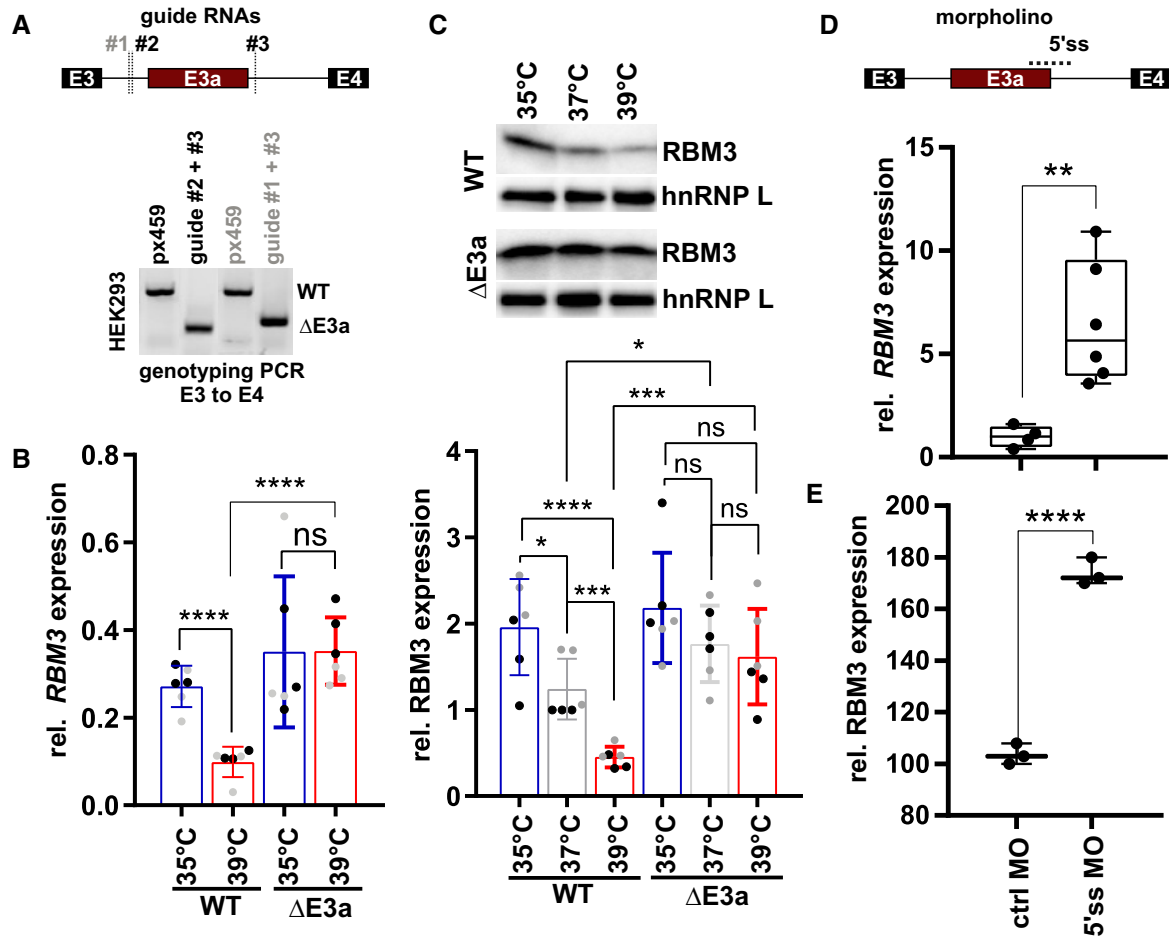 A
guide RNAs
#1 #2 #3
E3 E3a E4
px459
guide #2 + #3
px459
guide #1 + #3
HEK293
WT
ΔE3a
genotyping PCR
E3 to E4
B
rel. RBM3 expression
0.8
0.6
0.4
0.2
0.0
****
****
ns
35°C 39°C 35°C 39°C
WT ΔE3a
C
35°C 37°C 39°C
WT
RBM3
hnRNP L
ΔE3a
RBM3
hnRNP L
rel. RBM3 expression
4
3
2
1
0
*
***
ns
****
ns
*
ns
***
35°C 37°C 39°C 35°C 37°C 39°C
WT ΔE3a
D
morpholino
5'ss
E3 E3a E4
rel. RBM3 expression
15
10
5
0
**
E
rel. RBM3 expression
200
180
160
140
120
100
80
****
ctrl MO
5'ss MO